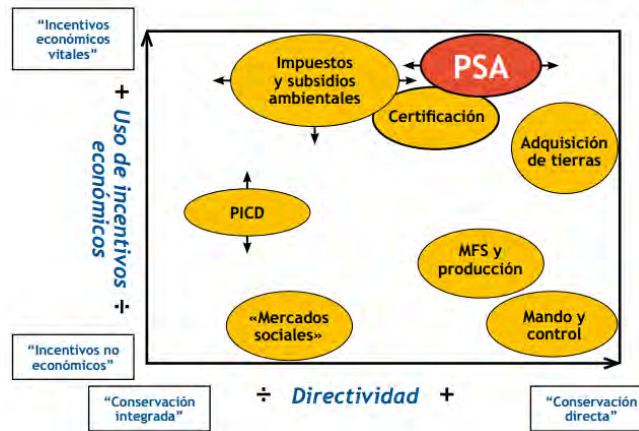 “Incentivos
económicos
vitales”
+
Uso de incentivos
económicos
÷
“Incentivos no
económicos”
Impuestos
y subsidios
ambientales
PSA
Certificación
Adquisición
de tierras
PICD
MFS y
producción
«Mercados
sociales»
Mando y
control
“Conservación
integrada”
÷ Directividad +
“Conservación
directa”